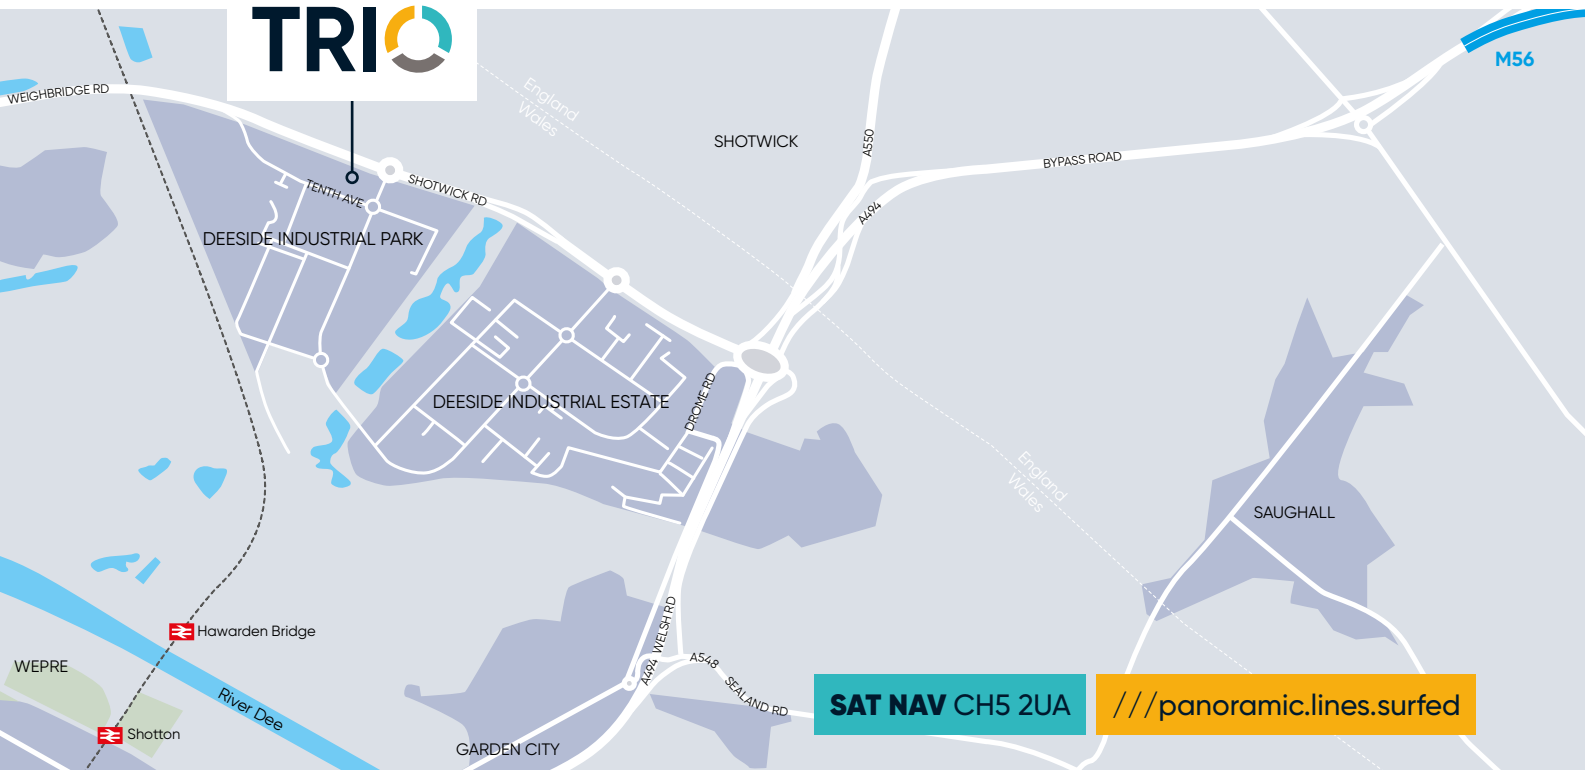 TRIO
M56
WEIGHBRIDGE RD
England
Wales
SHOTWICK
A550
BYPASS ROAD
TENTH AVE
SHOTWICK RD
A494
DEESIDE INDUSTRIAL PARK
DEESIDE INDUSTRIAL ESTATE
DROME RD
England
Wales
SAUGHALL
Hawarden Bridge
WEPRE
River Dee
Shotton
A494 WELSH RD
A548
SEALAND RD
GARDEN CITY
SAT NAV CH5 2UA
///panoramic.lines.surfed